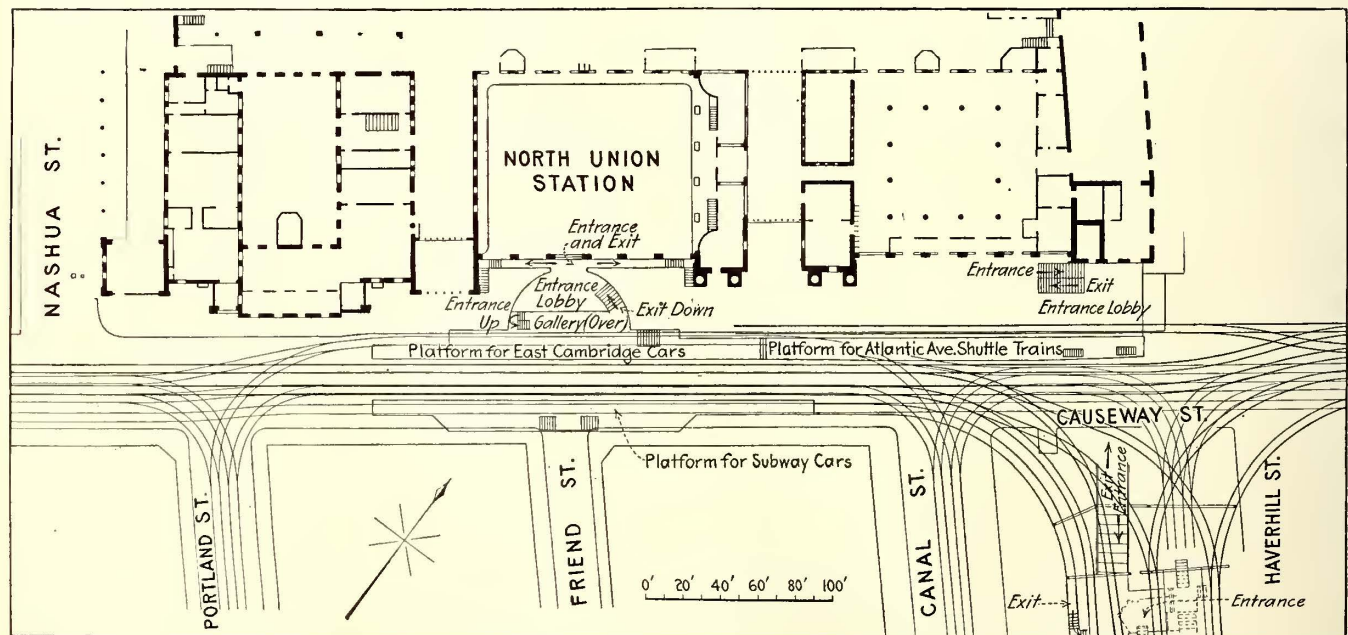 NASHUA ST.
NORTH UNION
STATION
Entrance
and Exit
Entrance
Up
Entrance
Lobby
Gallery(Over)
Exit Down
Entrance
Exit
Entrance Lobby
Platform for East Cambridge Cars
Platform for Atlantic Ave. Shuttle Trains
CAUSEWAY ST.
Platform for Subway Cars
PORTLAND ST.
FRIEND ST.
CANAL ST.
HAVERHILL ST.
Exit
Entrance
0' 20' 40' 60' 80' 100'
Exit
Entrance